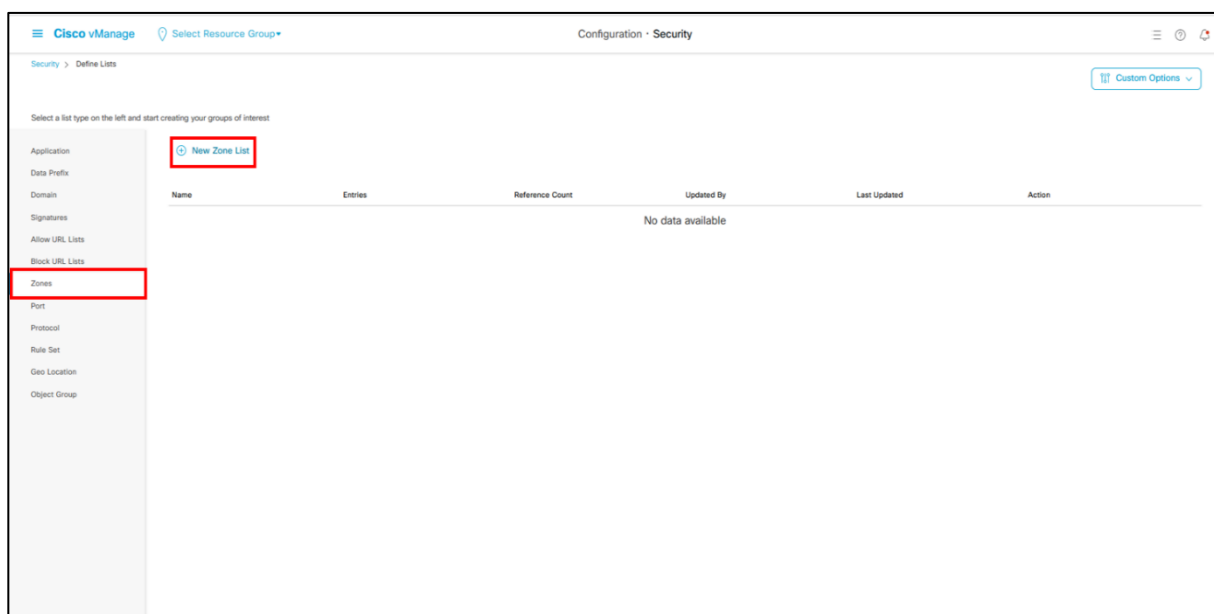 Cisco vManage Select Resource Group Configuration · Security
Security > Define Lists
Custom Options
Select a list type on the left and start creating your groups of interest
Application
New Zone List
Data Prefix
Domain
Name Entries Reference Count Updated By Last Updated Action
Signatures
No data available
Allow URL Lists
Block URL Lists
Zones
Port
Protocol
Rule Set
Geo Location
Object Group